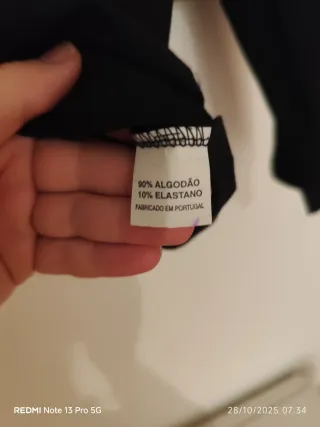 90% ALGODÃO
10% ELASTANO
FABRICADO EM PORTUGAL
REDMI Note 13 Pro 5G
28/10/2025 07:34